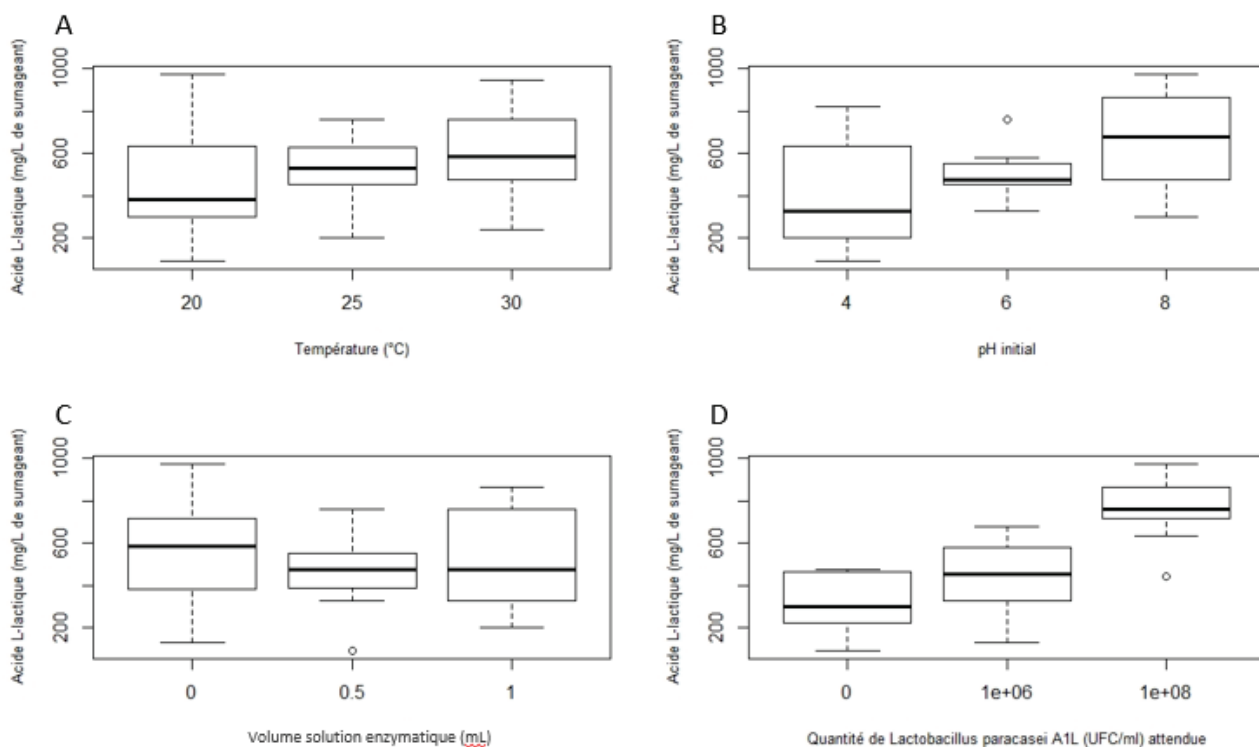 A
Acide L-lactique (mg/L de surnageant)
1000
600
200
20 25 30
Température (°C)
B
Acide L-lactique (mg/L de surnageant)
1000
600
200
4 6 8
pH initial
C
Acide L-lactique (mg/L de surnageant)
1000
600
200
0 0.5 1
Volume solution enzymatique (mL)
D
Acide L-lactique (mg/L de surnageant)
1000
600
200
0 1e+06 1e+08
Quantité de Lactobacillus paracasei A1L (UFC/ml) attendue